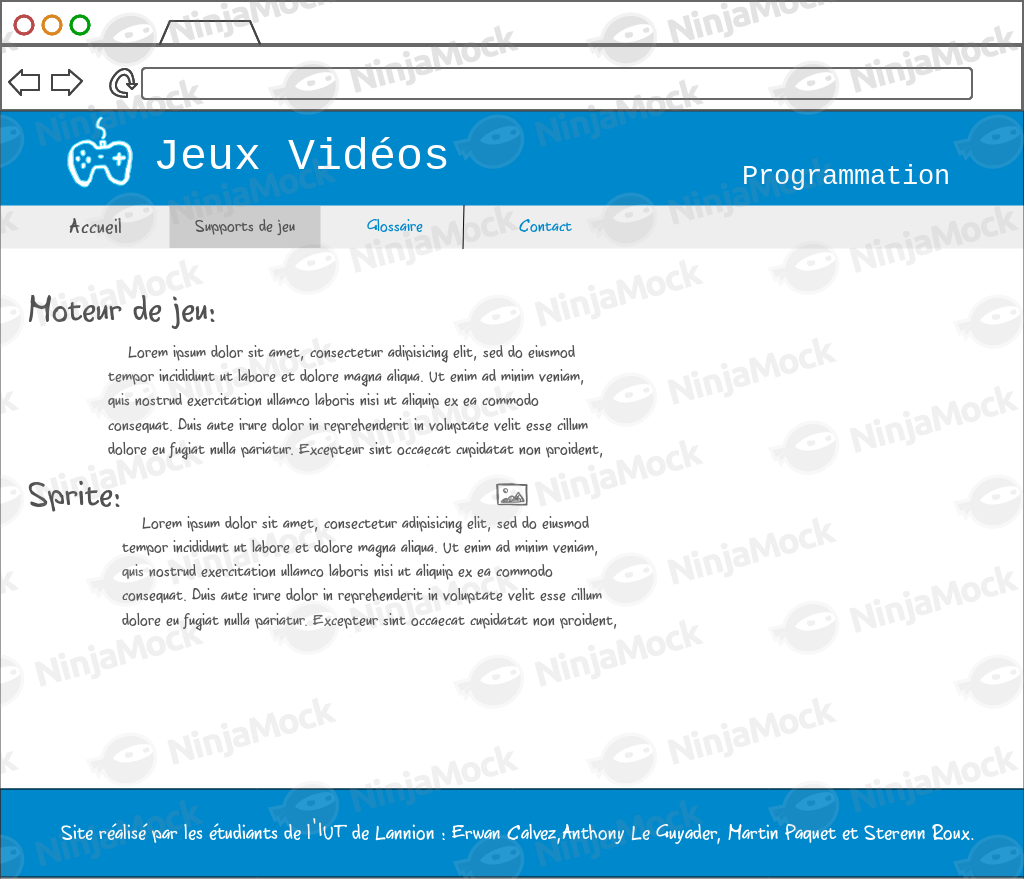 Jeux Vidéos
Programmation
Accueil
Supports de jeu
Glossaire
Contact
Moteur de jeu:
Lorem ipsum dolor sit amet, consectetur adipisicing elit, sed do eiusmod
tempor incididunt ut labore et dolore magna aliqua. Ut enim ad minim veniam,
quis nostrud exercitation ullamco laboris nisi ut aliquip ex ea commodo
consequat. Duis aute irure dolor in reprehenderit in voluptate velit esse cillum
dolore eu fugiat nulla pariatur. Excepteur sint occaecat cupidatat non proident,
Sprite:
Lorem ipsum dolor sit amet, consectetur adipisicing elit, sed do eiusmod
tempor incididunt ut labore et dolore magna aliqua. Ut enim ad minim veniam,
quis nostrud exercitation ullamco laboris nisi ut aliquip ex ea commodo
consequat. Duis aute irure dolor in reprehenderit in voluptate velit esse cillum
dolore eu fugiat nulla pariatur. Excepteur sint occaecat cupidatat non proident,
Site réalisé par les étudiants de l'IUT de Lannion : Erwan Calvez,Anthony Le Guyader, Martin Paquet et Sterenn Roux.
NinjaMock